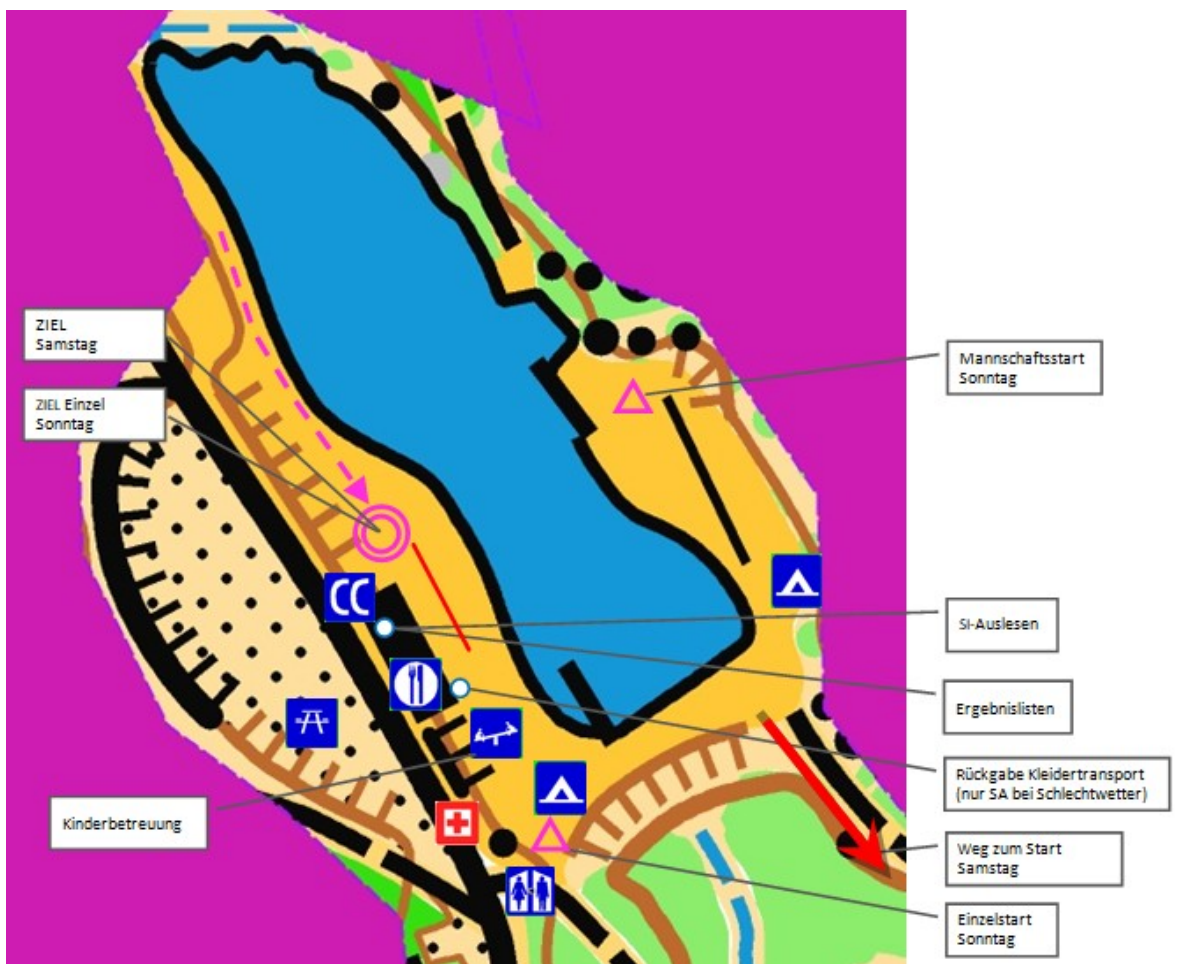 ZIEL
Samstag
ZIEL Einzel
Sonntag
Mannschaftsstart
Sonntag
CC
SI-Auslesen
Ergebnislisten
Rückgabe Kleidertransport
(nur SA bei Schlechtwetter)
Kinderbetreuung
Weg zum Start
Samstag
Einzelstart
Sonntag